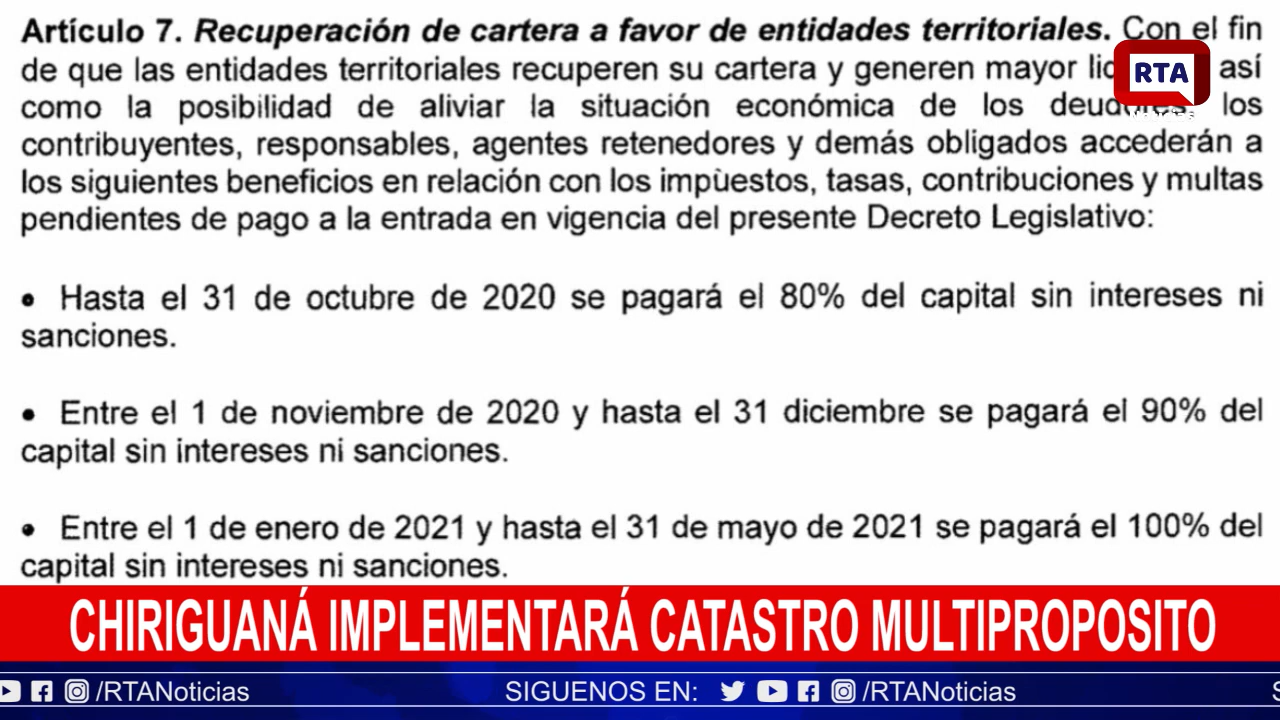 Artículo 7. Recuperación de cartera a favor de entidades territoriales. Con el fin
de que las entidades territoriales recuperen su cartera y generen mayor así
como la posibilidad de aliviar la situación económica de los los
contribuyentes, responsables, agentes retenedores y demás obligados accederán a
los siguientes beneficios en relación con los impuestos, tasas, contribuciones y multas
pendientes de pago a la entrada en vigencia del presente Decreto Legislativo:
• Hasta el 31 de octubre de 2020 se pagará el 80% del capital sin intereses ni
sanciones.
• Entre el 1 de noviembre de 2020 y hasta el 31 diciembre se pagará el 90% del
capital sin intereses ni sanciones.
• Entre el 1 de enero de 2021 y hasta el 31 de mayo de 2021 se pagará el 100% del
capital sin intereses ni sanciones.
RTA
NOTICIAS
CHIRIGUANÁ IMPLEMENTARÁ CATASTRO MULTIPROPOSITO
/RTANoticias SIGUENOS EN: /RTANoticias S